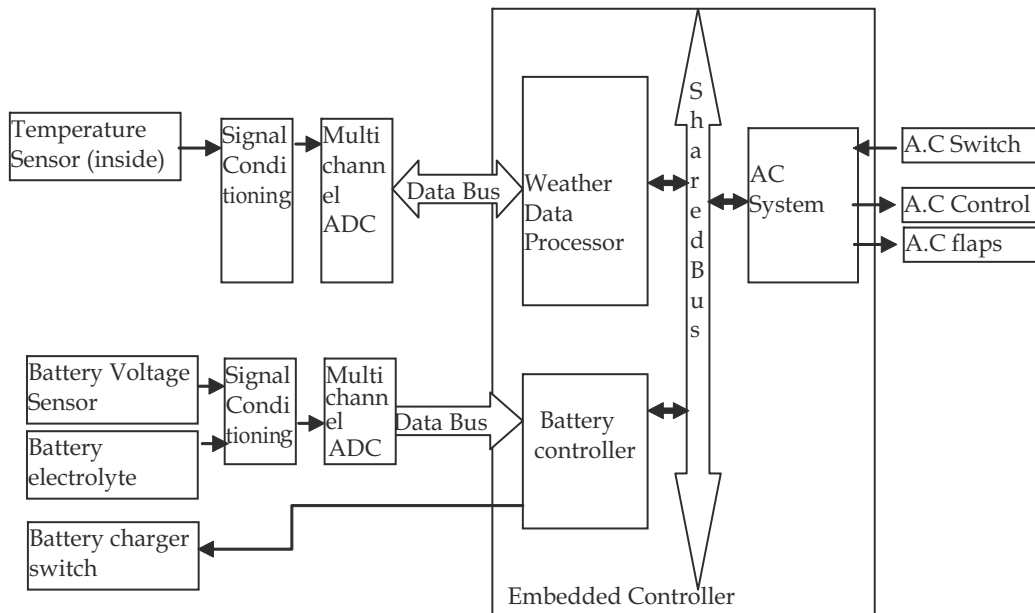 Temperature
Sensor (inside)
Signal
Condi
tioning
Multi
chann
el
ADC
Data Bus
Weather
Data
Processor
S
h
a
r
e
d
B
u
s
AC
System
A.C Switch
A.C Control
A.C flaps
Battery Voltage
Sensor
Battery
electrolyte
Signal
Condi
tioning
Multi
chann
el
ADC
Data Bus
Battery
controller
Battery charger
switch
Embedded Controller